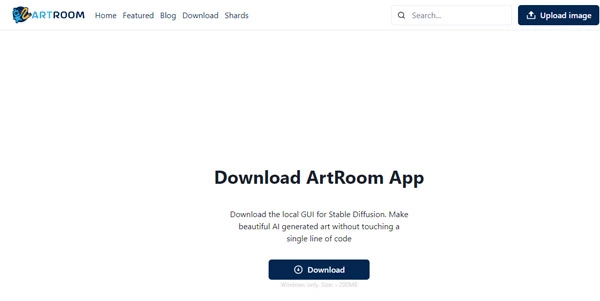 ARTROOM Home Featured Blog Download Shards Search... Upload image
Download ArtRoom App
Download the local GUI for Stable Diffusion. Make
beautiful AI generated art without touching a
single line of code
Download
Windows only. Size: ~200MB